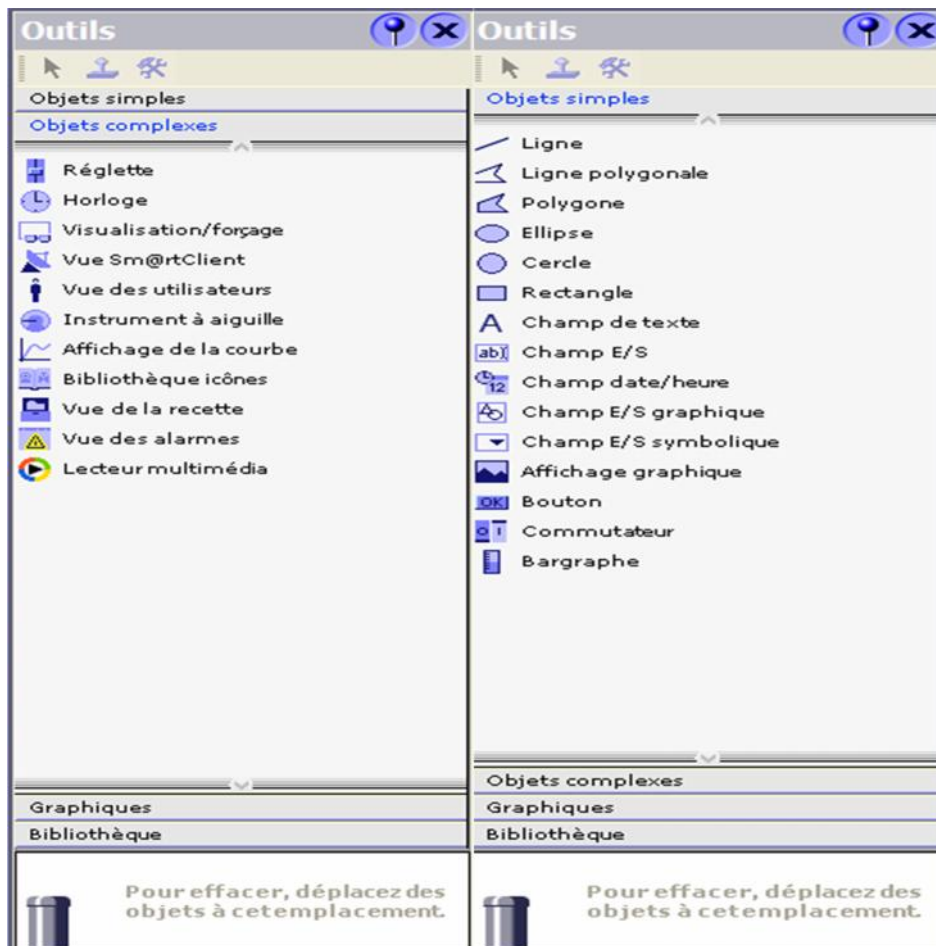 Outils
Objets simples
Objets complexes
Réglette
Horloge
Visualisation/forçage
Vue Sm@rtClient
Vue des utilisateurs
Instrument à aiguille
Affichage de la courbe
Bibliothèque icônes
Vue de la recette
Vue des alarmes
Lecteur multimédia
Graphiques
Bibliothèque
Pour effacer, déplacez des
objets à cet emplacement.
Outils
Objets simples
Ligne
Ligne polygonale
Polygone
Ellipse
Cercle
Rectangle
A Champ de texte
ab Champ E/S
12 Champ date/heure
Champ E/S graphique
Champ E/S symbolique
Affichage graphique
OK Bouton
0 I Commutateur
Bargraphe
Objets complexes
Graphiques
Bibliothèque
Pour effacer, déplacez des
objets à cet emplacement.